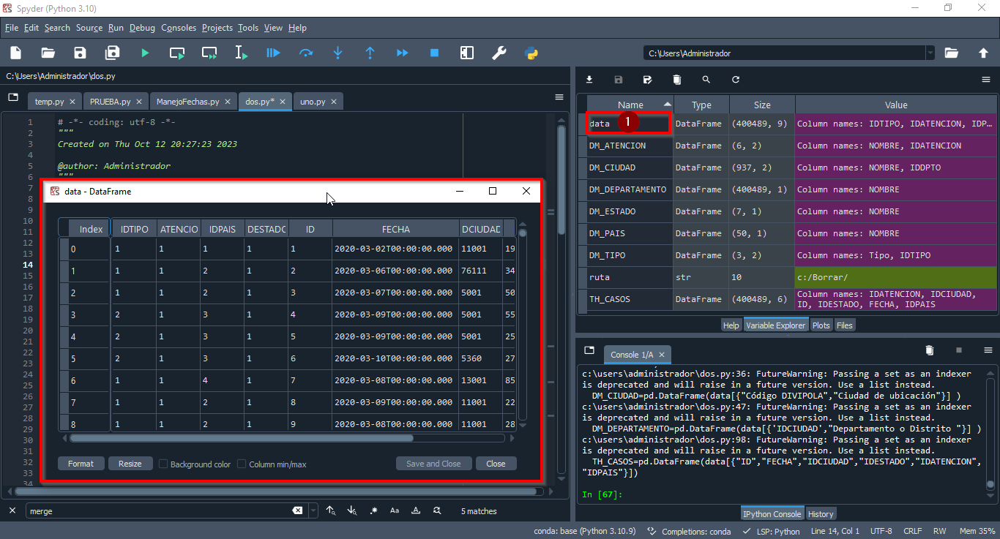 Spyder (Python 3.10)
File Edit Search Source Run Debug Consoles Projects Tools View Help
C:\Users\Administrador
C:\Users\Administrador\dos.py
temp.py PRUEBA.py ManejoFechas.py dos.py* uno.py
1 # -*- coding: utf-8 -*-
2 """
3 Created on Thu Oct 12 20:27:23 2023
4
5 @author: Administrador
6 """
7
8
9
10
11
12
13
14
15
16
17
18
19
20
21
22
23
24
25
26
27
28
29
30
31
32
33
34
data - DataFrame
Index IDTIPO ATENCIO IDPAIS DESTADO ID FECHA DCIUDAD
0 1 1 1 1 1 2020-03-02T00:00:00.000 11001 19
1 1 1 2 1 2 2020-03-06T00:00:00.000 76111 34
2 1 1 2 1 3 2020-03-07T00:00:00.000 5001 50
3 2 1 3 1 4 2020-03-09T00:00:00.000 5001 55
4 2 1 3 1 5 2020-03-09T00:00:00.000 5001 25
5 2 1 3 1 6 2020-03-10T00:00:00.000 5360 27
6 1 1 4 1 7 2020-03-08T00:00:00.000 13001 85
7 1 1 2 1 8 2020-03-09T00:00:00.000 11001 22
8 1 1 2 1 9 2020-03-08T00:00:00.000 11001 28
Format Resize Background color Column min/max Save and Close Close
merge Aa 5 matches
Name Type Size Value
data 1 DataFrame (400489, 9) Column names: IDTIPO, IDATENCION, IDP…
DM_ATENCION DataFrame (6, 2) Column names: NOMBRE, IDATENCION
DM_CIUDAD DataFrame (937, 2) Column names: NOMBRE, IDDPTO
DM_DEPARTAMENTO DataFrame (400489, 1) Column names: NOMBRE
DM_ESTADO DataFrame (7, 1) Column names: NOMBRE
DM_PAIS DataFrame (50, 1) Column names: NOMBRE
DM_TIPO DataFrame (3, 2) Column names: Tipo, IDTIPO
ruta str 10 c:/Borrar/
TH_CASOS DataFrame (400489, 6) Column names: IDATENCION, IDCIUDAD,
ID, IDESTADO, FECHA, IDPAIS
Help Variable Explorer Plots Files
Console 1/A
c:\users\administrador\dos.py:36: FutureWarning: Passing a set as an indexer
is deprecated and will raise in a future version. Use a list instead.
DM_CIUDAD=pd.DataFrame(data[{"Código DIVIPOLA","Ciudad de ubicación"}] )
c:\users\administrador\dos.py:47: FutureWarning: Passing a set as an indexer
is deprecated and will raise in a future version. Use a list instead.
DM_DEPARTAMENTO=pd.DataFrame(data[{'IDCIUDAD',"Departamento o Distrito "}] )
c:\users\administrador\dos.py:98: FutureWarning: Passing a set as an indexer
is deprecated and will raise in a future version. Use a list instead.
TH_CASOS=pd.DataFrame(data[{"ID","FECHA","IDCIUDAD","IDESTADO","IDATENCION",
"IDPAIS"}])
In [67]:
IPython Console History
conda: base (Python 3.10.9) Completions: conda LSP: Python Line 14, Col 1 UTF-8 CRLF RW Mem 35%